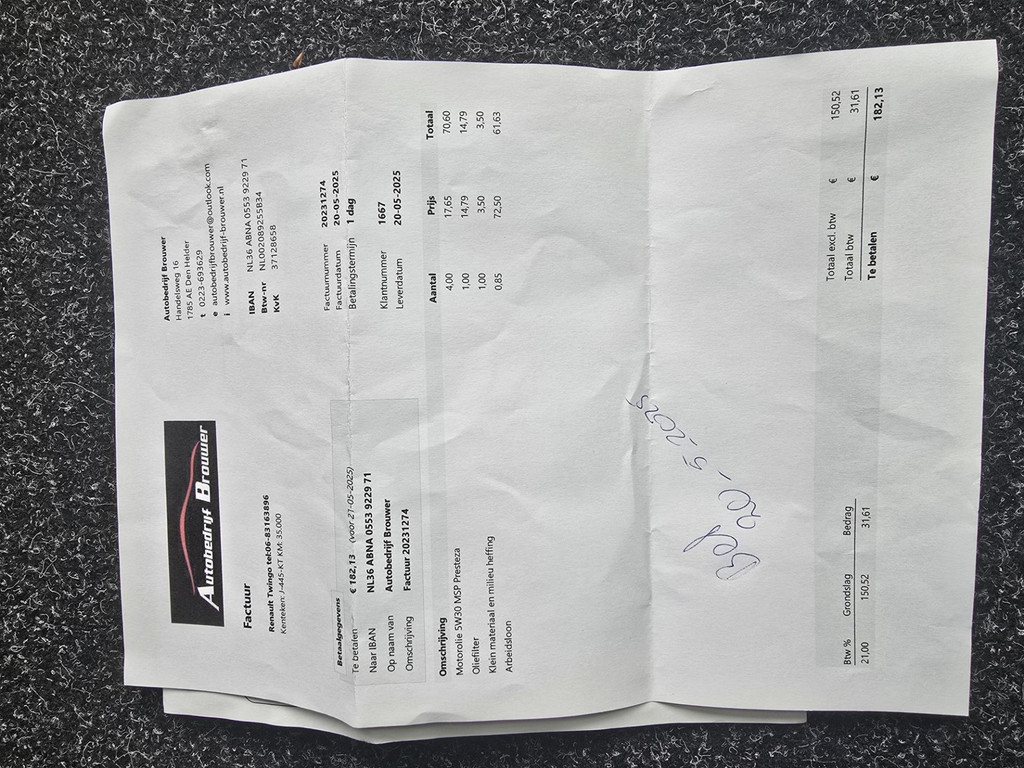 Autobedrijf Brouwer
Autobedrijf Brouwer
Handelsweg 16
1785 AE Den Helder
t 0223-693629
e autobedrijfbrouwer@outlook.com
i www.autobedrijf-brouwer.nl
IBAN NL36 ABNA 0553 9229 71
Btw-nr NL002089255B34
KvK 37128658
Factuur
Renault Twingo tel:06-83163896
Kenteken: J-445-KT KM: 35.000
Factuurnummer 20231274
Factuurdatum 20-05-2025
Betalingstermijn 1 dag
Klantnummer 1667
Leverdatum 20-05-2025
Betaalgegevens
Te betalen € 182,13 (voor 21-05-2025)
Naar IBAN NL36 ABNA 0553 9229 71
Op naam van Autobedrijf Brouwer
Omschrijving Factuur 20231274
Omschrijving Aantal Prijs Totaal
Motorolie 5W30 MSP Presteza 4,00 17,65 70,60
Oliefilter 1,00 14,79 14,79
Klein materiaal en milieu heffing 1,00 3,50 3,50
Arbeidsloon 0,85 72,50 61,63
Bet 20-5-2025
Btw % Grondslag Bedrag
21,00 150,52 31,61
Totaal excl. btw € 150,52
Totaal btw € 31,61
Te betalen € 182,13